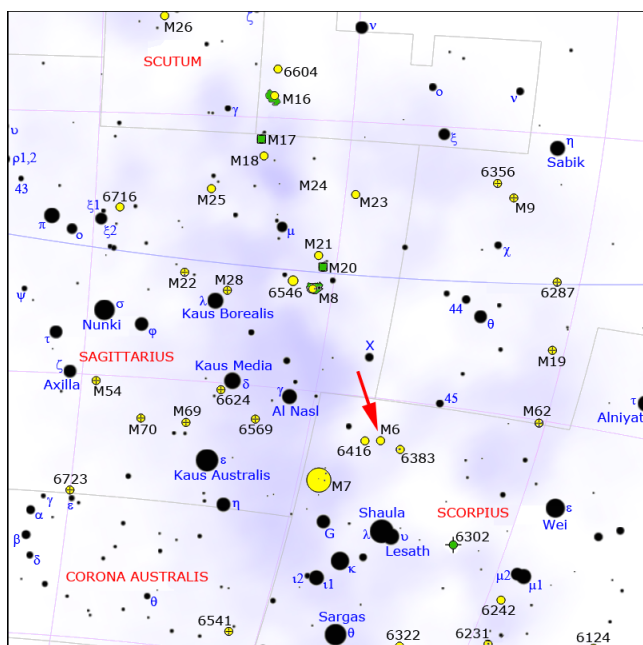 M26
ν
SCUTUM
6604
ο
ν
M16
γ
ξ
η
υ
M17
Sabik
M18
ρ1,2
6356
43
M24
6716
M25
M23
M9
ξ1
π
ο
ξ2
μ
χ
M21
M20
M22
M28
6546
M8
6287
ψ
λ
44
σ
Kaus Borealis
θ
Nunki
φ
τ
X
M19
SAGITTARIUS
Kaus Media
ζ
δ
Axilla
M54
6624
γ
45
τ
Al Nasl
M62
Alniyat
M70
M69
6569
M6
6416
6383
ε
Kaus Australis
6723
M7
γ
ε
η
Shaula
SCORPIUS
ε
α
G
Wei
λ
υ
6302
β
Lesath
δ
κ
CORONA AUSTRALIS
ι2
ι1
μ2
μ1
θ
6242
Sargas
6541
θ
6322
6231
6124